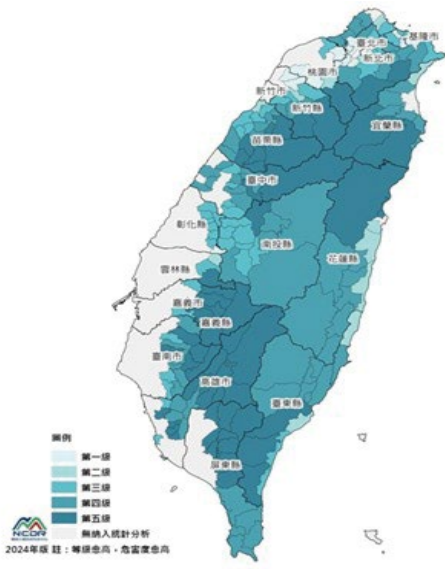 基隆市
臺北市
新北市
桃園市
新竹市
新竹縣
宜蘭縣
苗栗縣
臺中市
彰化縣
南投縣
花蓮縣
雲林縣
嘉義市
嘉義縣
臺南市
高雄市
臺東縣
屏東縣
圖例
第一級
第二級
第三級
第四級
第五級
無納入統計分析
NCDR
2024年版 註：等級愈高，危害度愈高